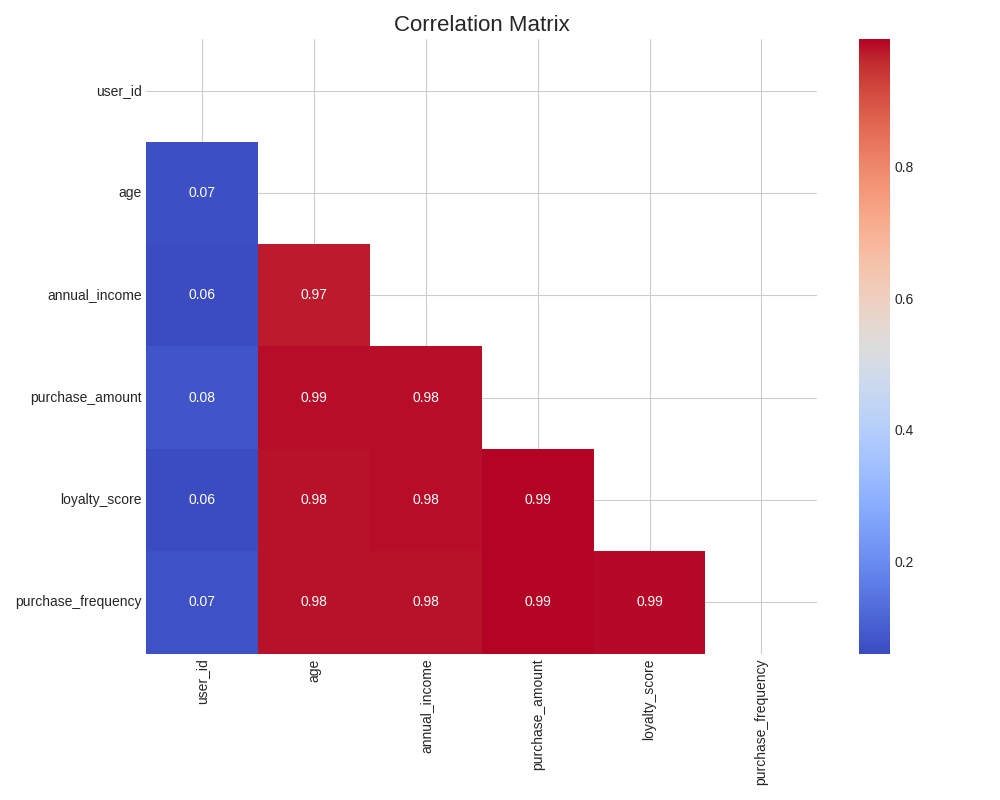 Correlation Matrix
user_id
age 0.07
annual_income 0.06 0.97
purchase_amount 0.08 0.99 0.98
loyalty_score 0.06 0.98 0.98 0.99
purchase_frequency 0.07 0.98 0.98 0.99 0.99
user_id age annual_income purchase_amount loyalty_score purchase_frequency
0.8
0.6
0.4
0.2